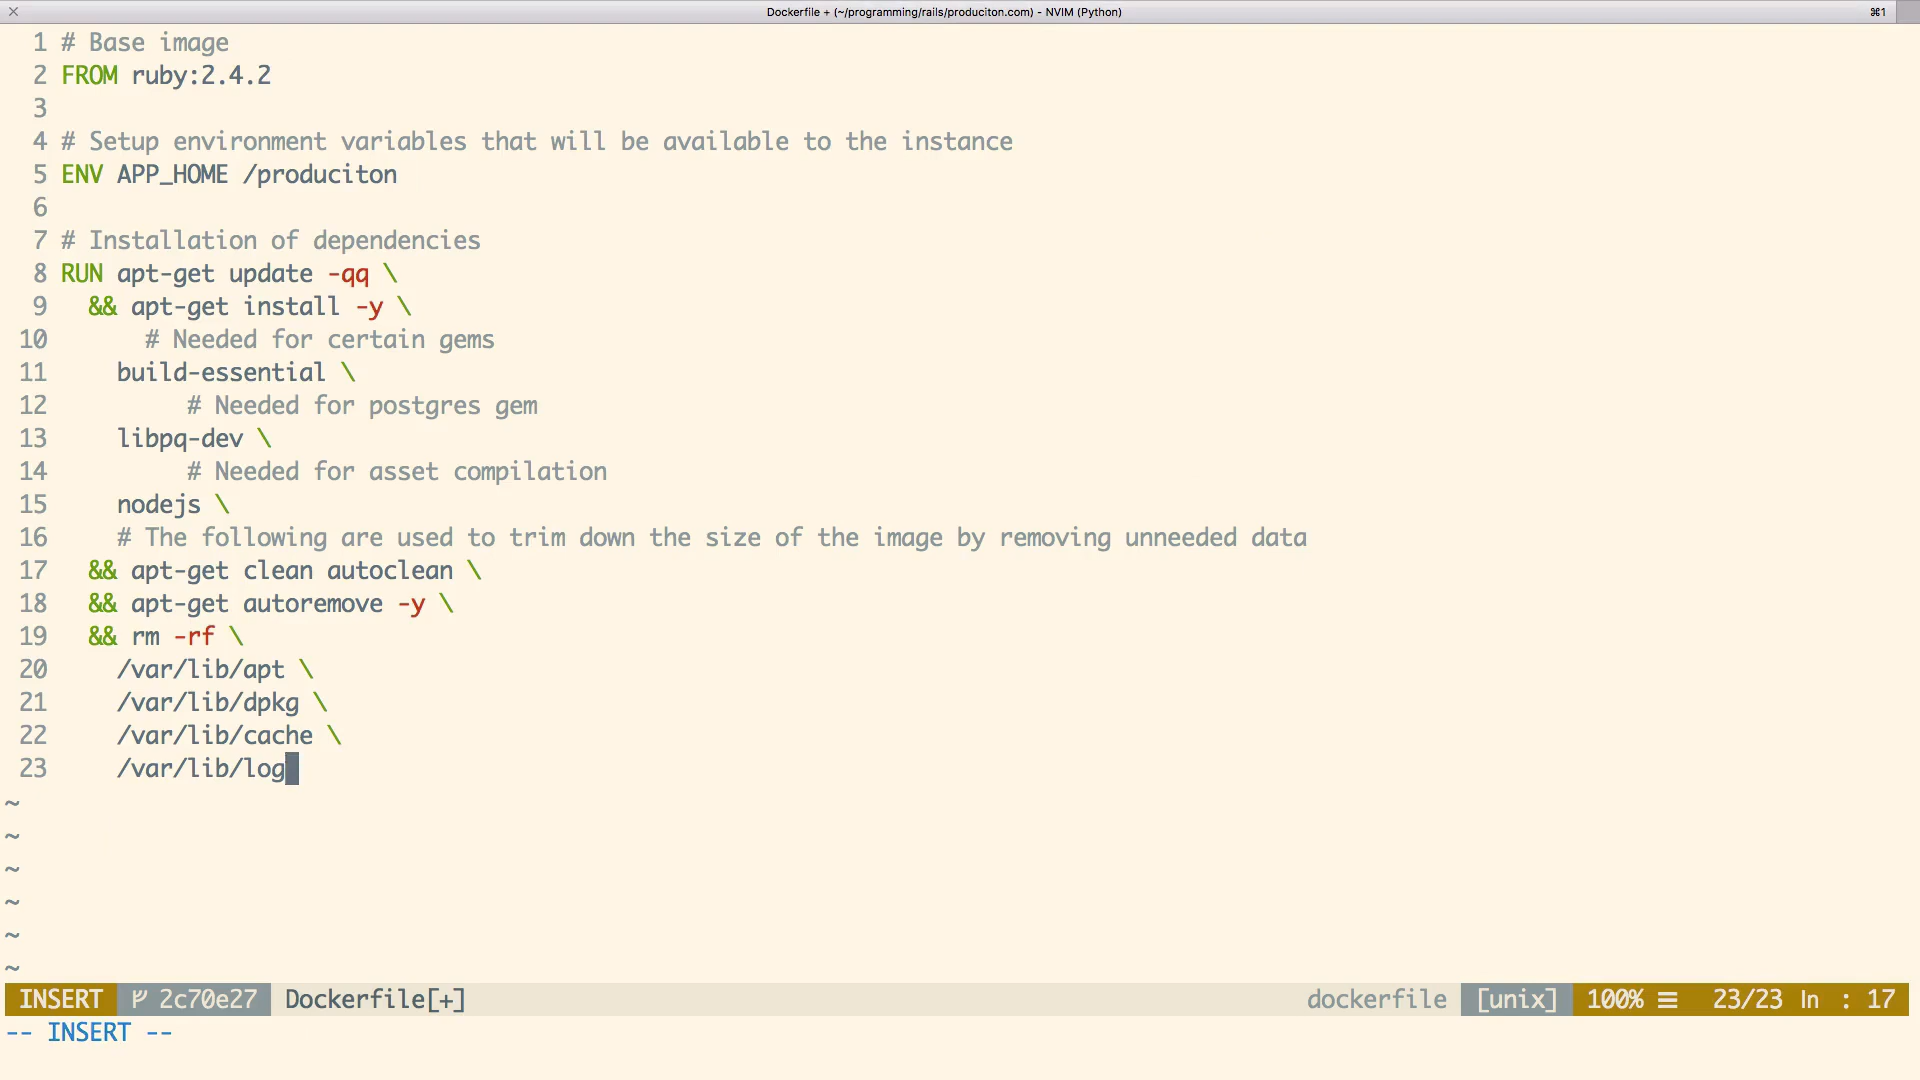 Dockerfile + (~/programming/rails/produciton.com) - NVIM (Python) ⌘1
1 # Base image
2 FROM ruby:2.4.2
3
4 # Setup environment variables that will be available to the instance
5 ENV APP_HOME /produciton
6
7 # Installation of dependencies
8 RUN apt-get update -qq \
9   && apt-get install -y \
10       # Needed for certain gems
11     build-essential \
12          # Needed for postgres gem
13     libpq-dev \
14          # Needed for asset compilation
15     nodejs \
16     # The following are used to trim down the size of the image by removing unneeded data
17   && apt-get clean autoclean \
18   && apt-get autoremove -y \
19   && rm -rf \
20     /var/lib/apt \
21     /var/lib/dpkg \
22     /var/lib/cache \
23     /var/lib/log
~
~
~
~
~
~
INSERT 2c70e27 Dockerfile[+] dockerfile [unix] 100% ☰ 23/23 ln : 17
-- INSERT --